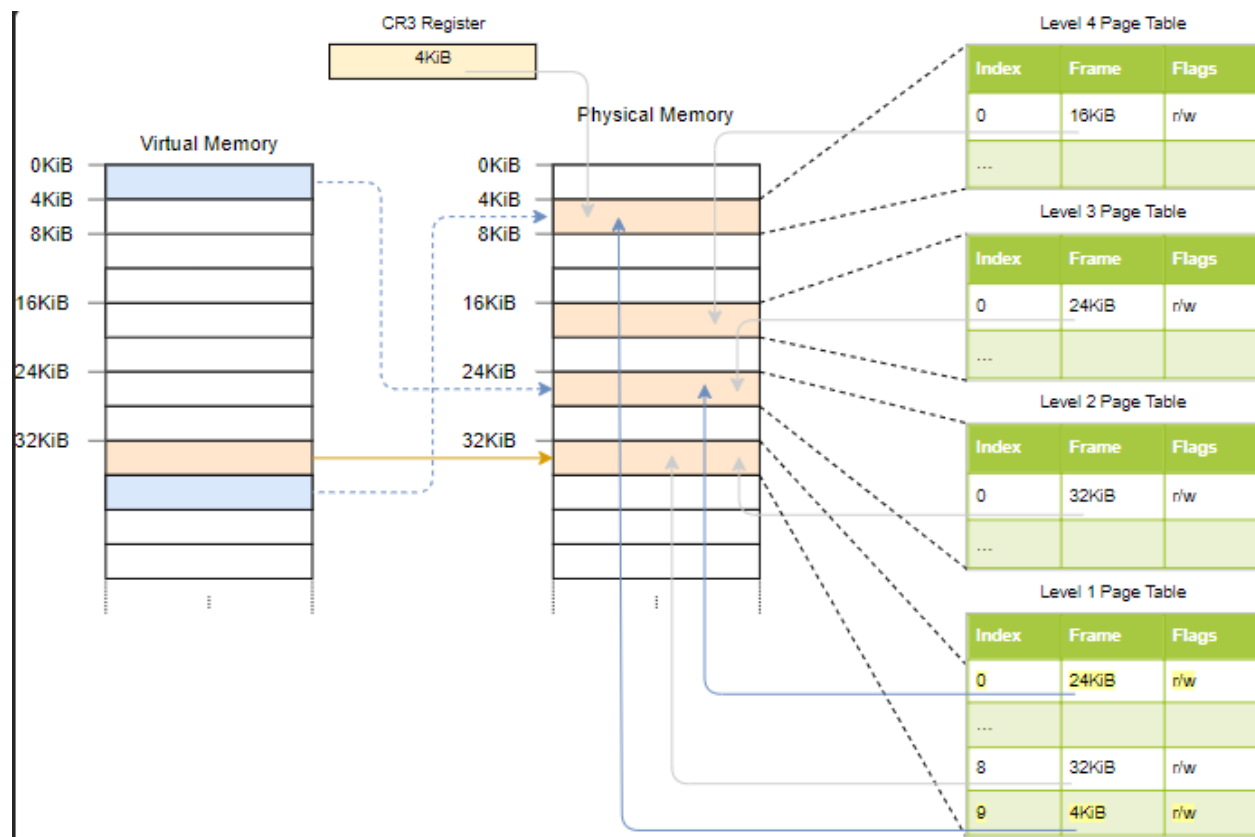 CR3 Register
4KiB
Virtual Memory
0KiB
4KiB
8KiB
16KiB
24KiB
32KiB
⋮
Physical Memory
0KiB
4KiB
8KiB
16KiB
24KiB
32KiB
⋮
Level 4 Page Table
Index Frame Flags
0 16KiB r/w
...
Level 3 Page Table
Index Frame Flags
0 24KiB r/w
...
Level 2 Page Table
Index Frame Flags
0 32KiB r/w
...
Level 1 Page Table
Index Frame Flags
0 24KiB r/w
...
8 32KiB r/w
9 4KiB r/w